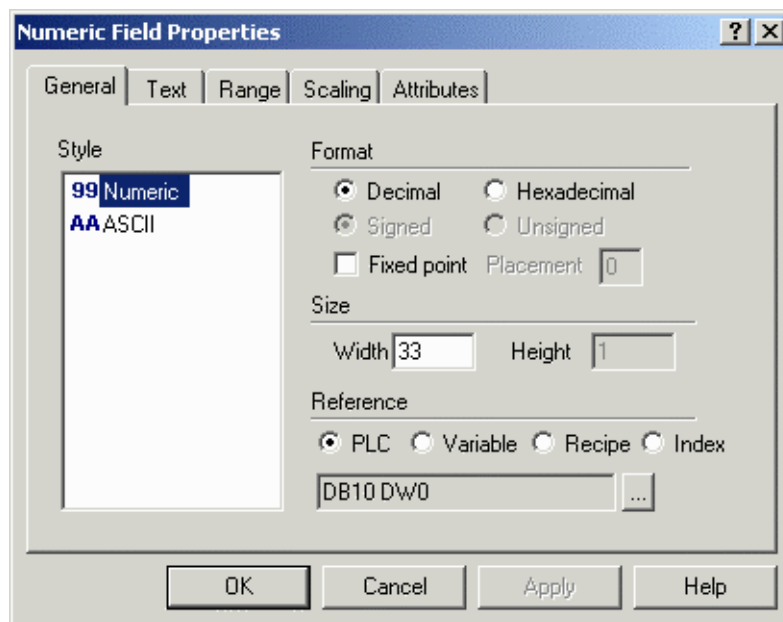 Numeric Field Properties
General Text Range Scaling Attributes
Style
99 Numeric
AA ASCII
Format
Decimal Hexadecimal
Signed Unsigned
Fixed point Placement 0
Size
Width 33 Height 1
Reference
PLC Variable Recipe Index
DB10 DW0 ...
OK Cancel Apply Help